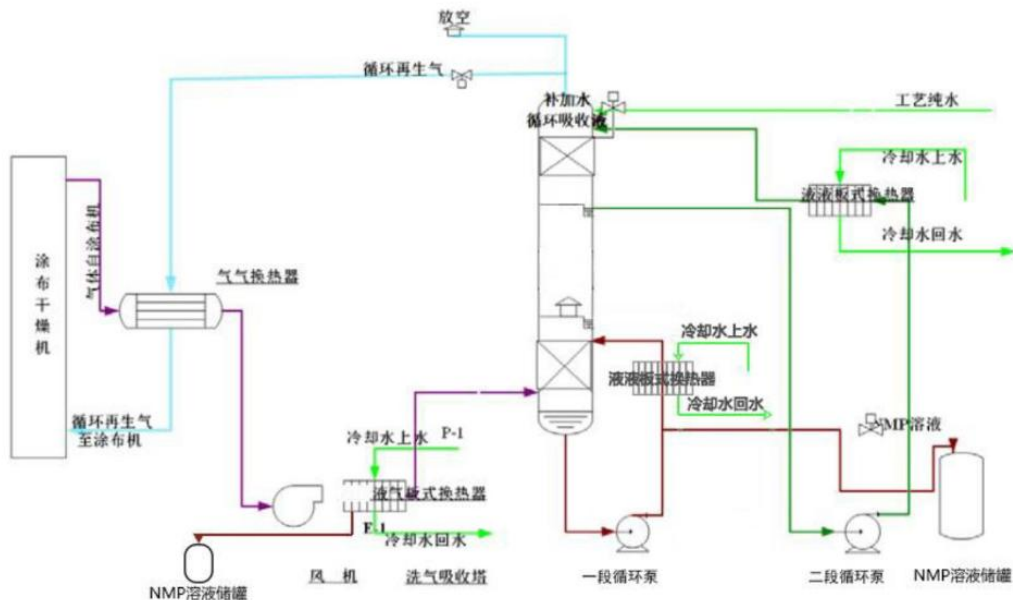 放空
循环再生气
补加水
循环吸收液
工艺纯水
冷却水上水
液液板式换热器
冷却水回水
涂布干燥机
气体自涂布机
气气换热器
冷却水上水
液液板式换热器
冷却水回水
循环再生气
至涂布机
冷却水上水
P-1
NMP溶液
液气板式换热器
E-1
冷却水回水
NMP溶液储罐
风 机
洗气吸收塔
一段循环泵
二段循环泵
NMP溶液储罐